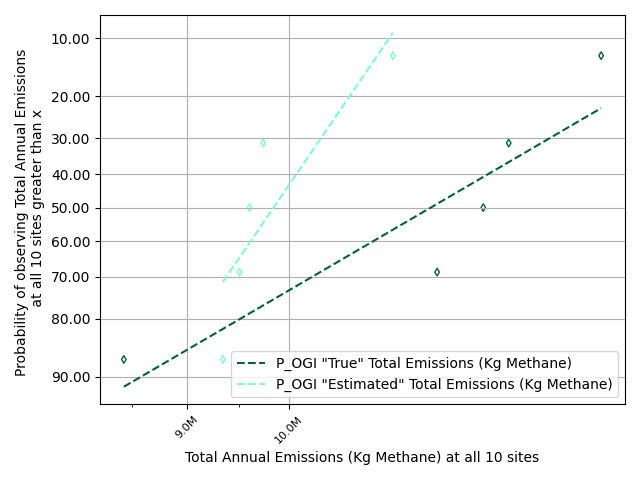 Probability of observing Total Annual Emissions
at all 10 sites greater than x
10.00
20.00
30.00
40.00
50.00
60.00
70.00
80.00
90.00
P_OGI "True" Total Emissions (Kg Methane)
P_OGI "Estimated" Total Emissions (Kg Methane)
9.0M
10.0M
Total Annual Emissions (Kg Methane) at all 10 sites